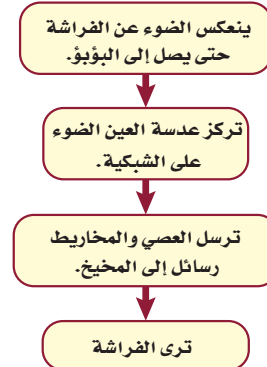 ينعكس الضوء عن الفراشة
حتى يصل إلى البؤبؤ.
تركز عدسة العين الضوء
على الشبكية.
ترسل العصي والمخاريط
رسائل إلى المخيخ.
ترى الفراشة